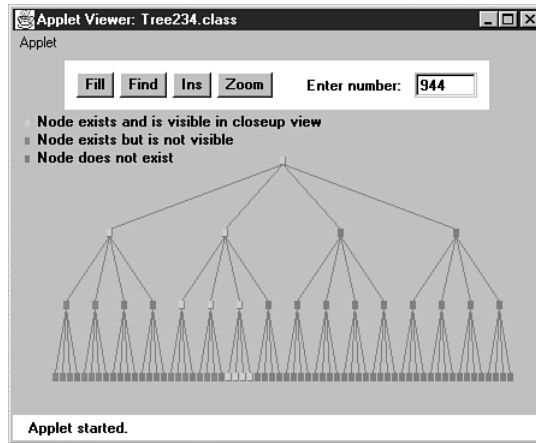 Applet Viewer: Tree234.class
Applet
Fill Find Ins Zoom Enter number: 944
Node exists and is visible in closeup view
Node exists but is not visible
Node does not exist
Applet started.